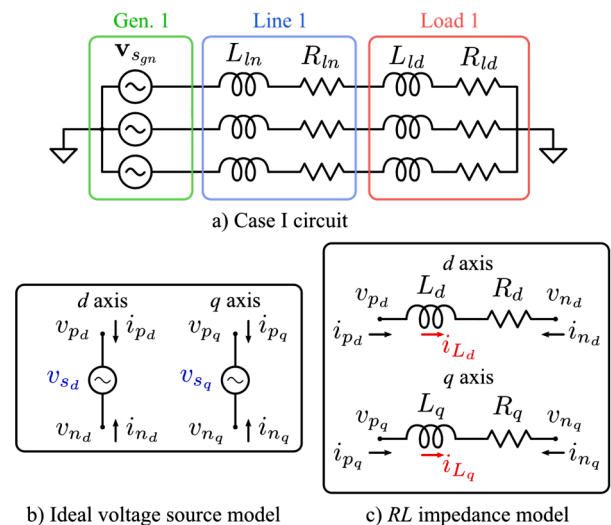 Gen. 1 Line 1 Load 1
𝐯_{s_{gn}} L_{ln} R_{ln} L_{ld} R_{ld}
a) Case I circuit
d axis q axis
v_{p_d} i_{p_d} v_{p_q} i_{p_q}
v_{s_d} v_{s_q}
v_{n_d} i_{n_d} v_{n_q} i_{n_q}
b) Ideal voltage source model
d axis
v_{p_d} L_d R_d v_{n_d}
i_{p_d} i_{L_d} i_{n_d}
q axis
v_{p_q} L_q R_q v_{n_q}
i_{p_q} i_{L_q} i_{n_q}
c) RL impedance model